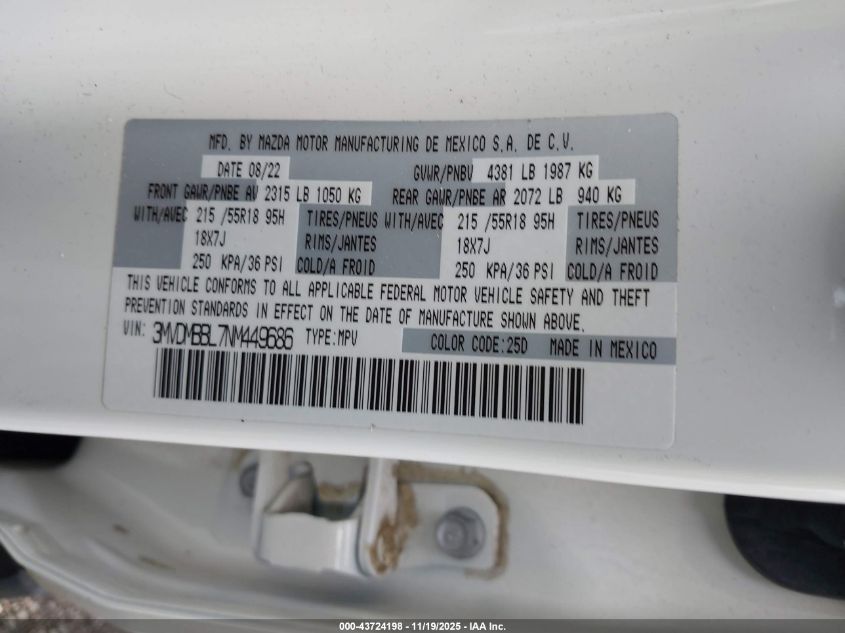 MFD. BY MAZDA MOTOR MANUFACTURING DE MEXICO S.A. DE C.V.
DATE 08/22 GVWR/PNBV 4381 LB 1987 KG
FRONT GAWR/PNBE AV 2315 LB 1050 KG REAR GAWR/PNBE AR 2072 LB 940 KG
WITH/AVEC 215 /55R18 95H TIRES/PNEUS WITH/AVEC 215 /55R18 95H TIRES/PNEUS
18X7J RIMS/JANTES 18X7J RIMS/JANTES
250 KPA/36 PSI COLD/A FROID 250 KPA/36 PSI COLD/A FROID
THIS VEHICLE CONFORMS TO ALL APPLICABLE FEDERAL MOTOR VEHICLE SAFETY AND THEFT
PREVENTION STANDARDS IN EFFECT ON THE DATE OF MANUFACTURE SHOWN ABOVE.
VIN: 3MVDMBBL7NM449686 TYPE:MPV COLOR CODE:25D MADE IN MEXICO
000-43724198 - 11/19/2025 - IAA Inc.